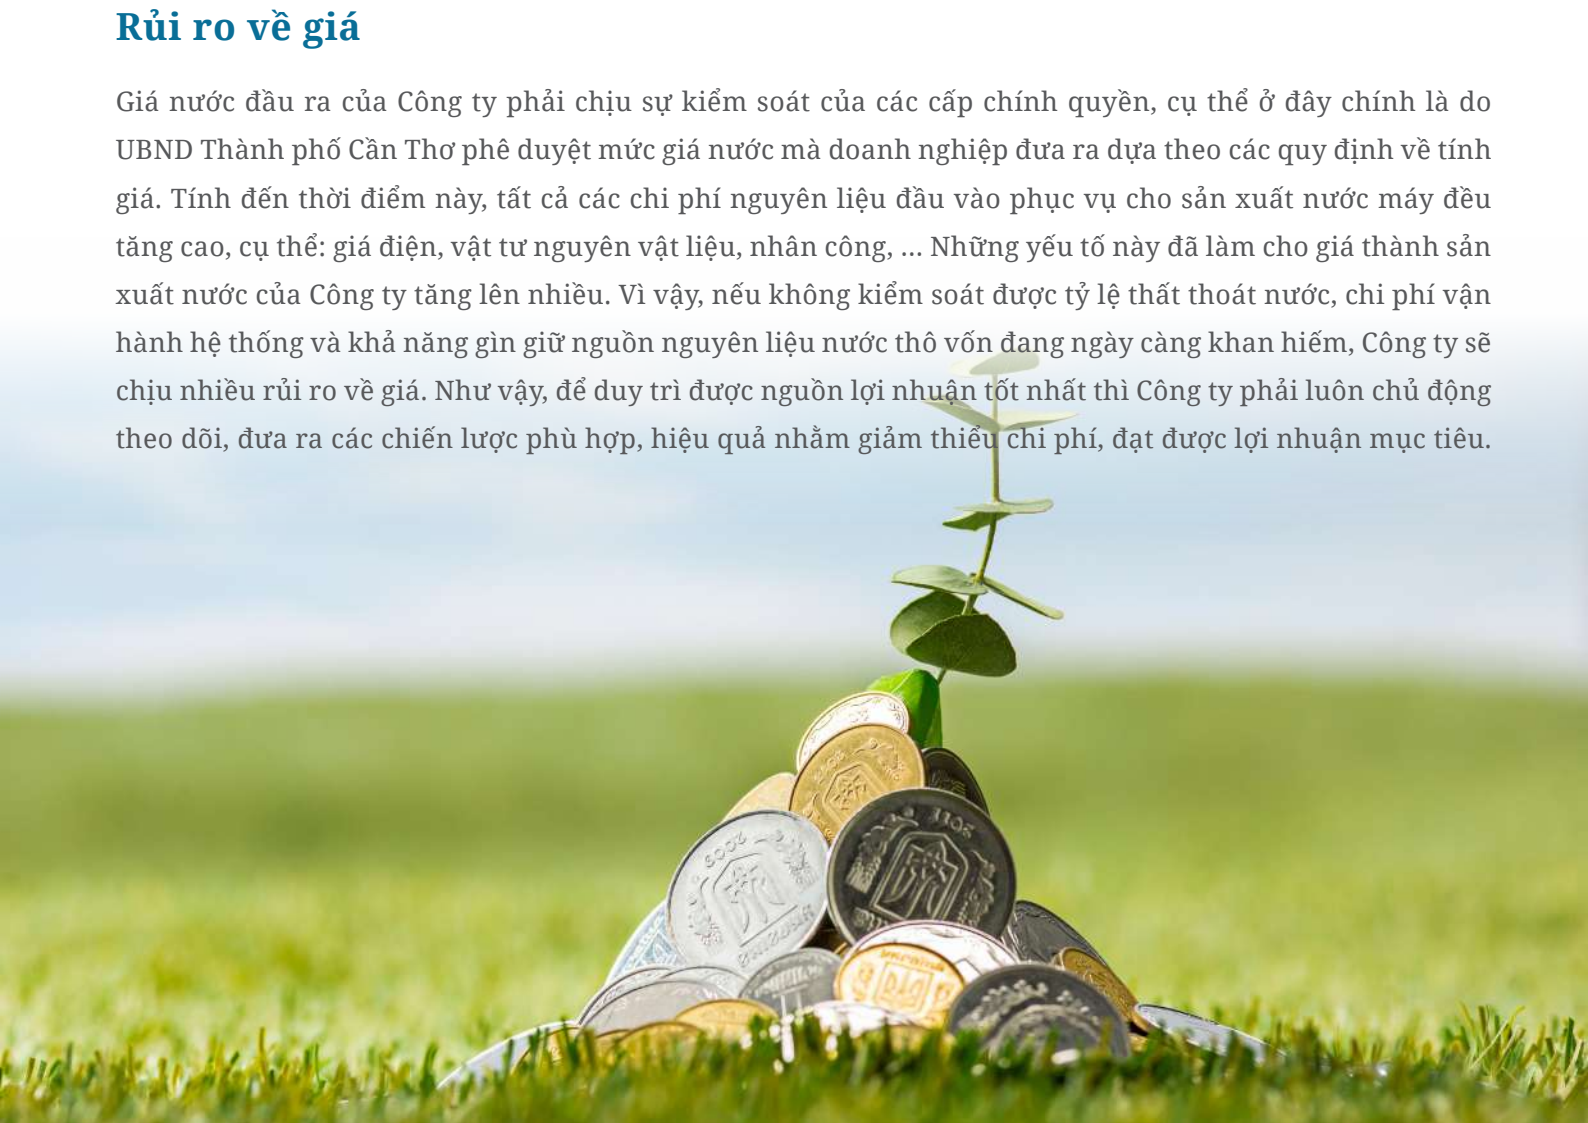 Rủi ro về giá
Giá nước đầu ra của Công ty phải chịu sự kiểm soát của các cấp chính quyền, cụ thể ở đây chính là do
UBND Thành phố Cần Thơ phê duyệt mức giá nước mà doanh nghiệp đưa ra dựa theo các quy định về tính
giá. Tính đến thời điểm này, tất cả các chi phí nguyên liệu đầu vào phục vụ cho sản xuất nước máy đều
tăng cao, cụ thể: giá điện, vật tư nguyên vật liệu, nhân công, ... Những yếu tố này đã làm cho giá thành sản
xuất nước của Công ty tăng lên nhiều. Vì vậy, nếu không kiểm soát được tỷ lệ thất thoát nước, chi phí vận
hành hệ thống và khả năng gìn giữ nguồn nguyên liệu nước thô vốn đang ngày càng khan hiếm, Công ty sẽ
chịu nhiều rủi ro về giá. Như vậy, để duy trì được nguồn lợi nhuận tốt nhất thì Công ty phải luôn chủ động
theo dõi, đưa ra các chiến lược phù hợp, hiệu quả nhằm giảm thiểu chi phí, đạt được lợi nhuận mục tiêu.
2011
2009